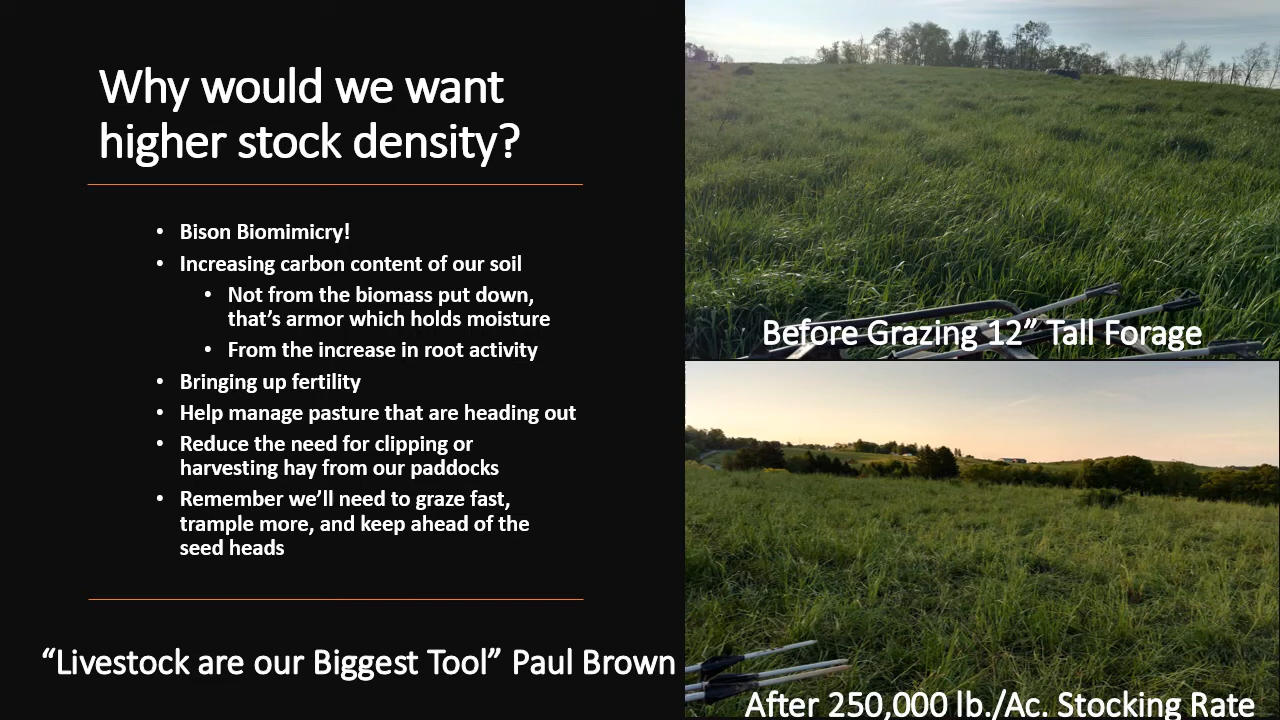 Why would we want
higher stock density?
• Bison Biomimicry!
• Increasing carbon content of our soil
• Not from the biomass put down,
that’s armor which holds moisture
• From the increase in root activity
• Bringing up fertility
• Help manage pasture that are heading out
• Reduce the need for clipping or
harvesting hay from our paddocks
• Remember we’ll need to graze fast,
trample more, and keep ahead of the
seed heads
“Livestock are our Biggest Tool” Paul Brown
Before Grazing 12” Tall Forage
After 250,000 lb./Ac. Stocking Rate